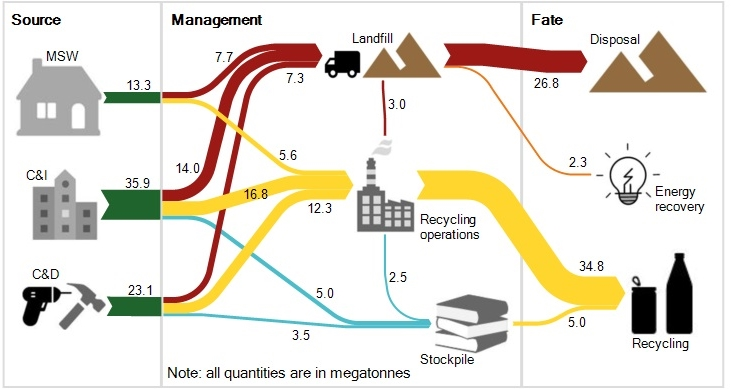 Source
Management
Fate
MSW
13.3
C&I
35.9
C&D
23.1
7.7
7.3
14.0
5.6
16.8
12.3
5.0
3.5
Landfill
3.0
Recycling
operations
2.5
Stockpile
Disposal
26.8
2.3
Energy
recovery
34.8
5.0
Recycling
Note: all quantities are in megatonnes